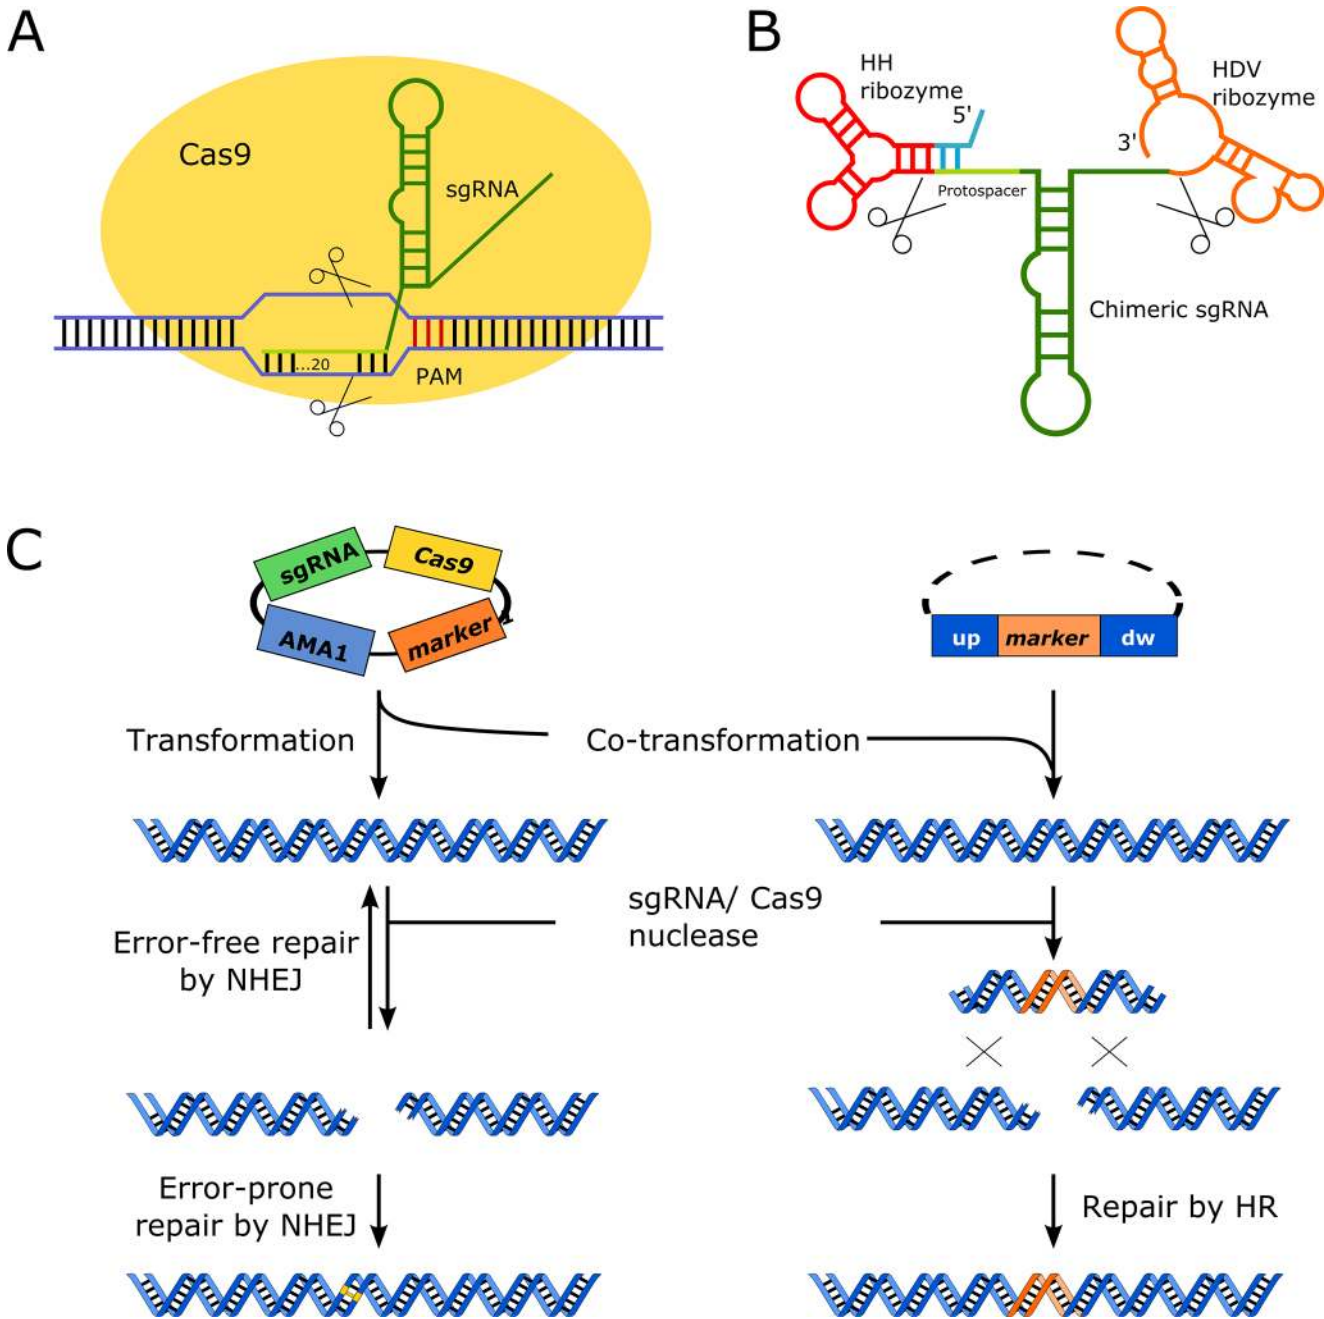 A
Cas9
sgRNA
...20
PAM
B
HH
ribozyme
5'
HDV
ribozyme
3'
Protospacer
Chimeric sgRNA
C
sgRNA
Cas9
AMA1
marker
up
marker
dw
Transformation
Co-transformation
sgRNA/ Cas9
nuclease
Error-free repair
by NHEJ
Error-prone
repair by NHEJ
Repair by HR